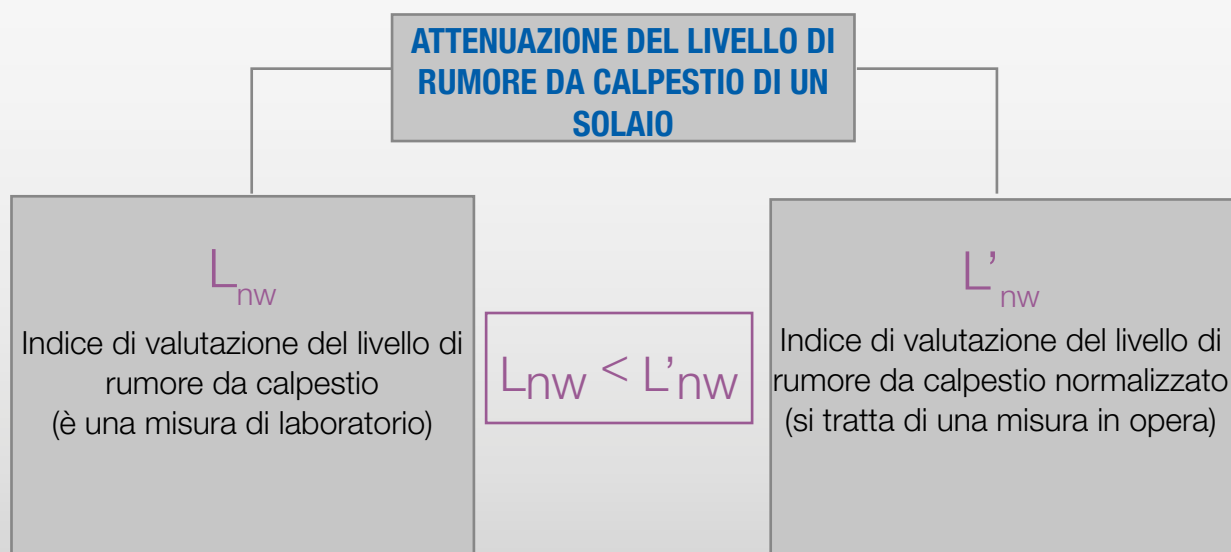 ATTENUAZIONE DEL LIVELLO DI
RUMORE DA CALPESTIO DI UN
SOLAIO
Lnw
Indice di valutazione del livello di
rumore da calpestio
(è una misura di laboratorio)
Lnw < L’nw
L’nw
Indice di valutazione del livello di
rumore da calpestio normalizzato
(si tratta di una misura in opera)